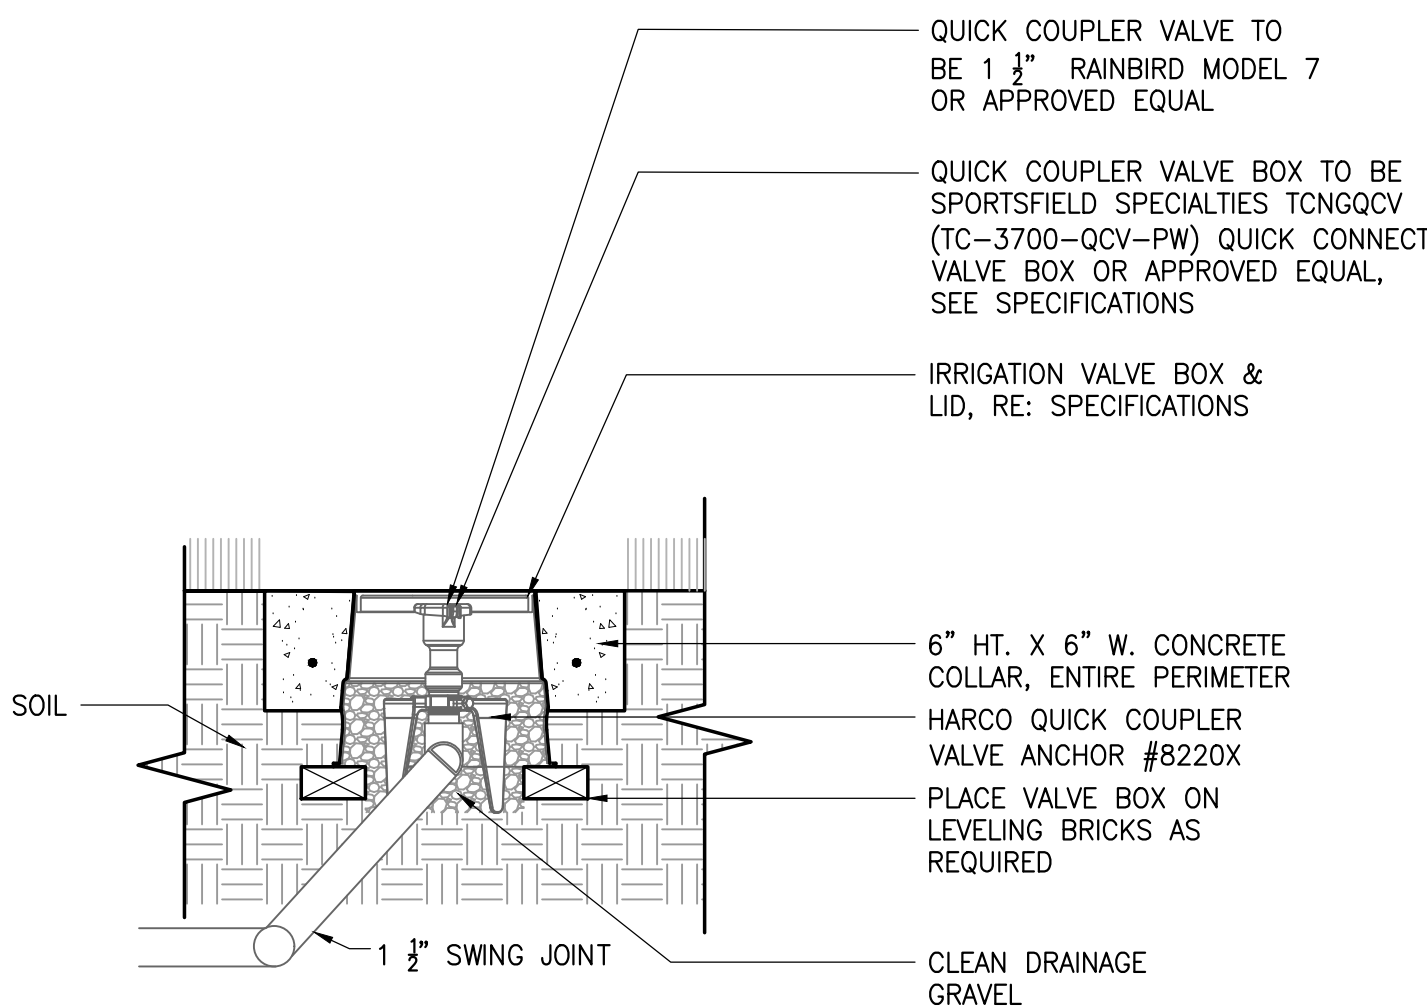 QUICK COUPLER VALVE TO
BE 1 1/2" RAINBIRD MODEL 7
OR APPROVED EQUAL
QUICK COUPLER VALVE BOX TO BE
SPORTSFIELD SPECIALTIES TCNGQCV
(TC-3700-QCV-PW) QUICK CONNECT
VALVE BOX OR APPROVED EQUAL,
SEE SPECIFICATIONS
IRRIGATION VALVE BOX &
LID, RE: SPECIFICATIONS
6" HT. X 6" W. CONCRETE
COLLAR, ENTIRE PERIMETER
SOIL
HARCO QUICK COUPLER
VALVE ANCHOR #8220X
PLACE VALVE BOX ON
LEVELING BRICKS AS
REQUIRED
1 1/2" SWING JOINT
CLEAN DRAINAGE
GRAVEL